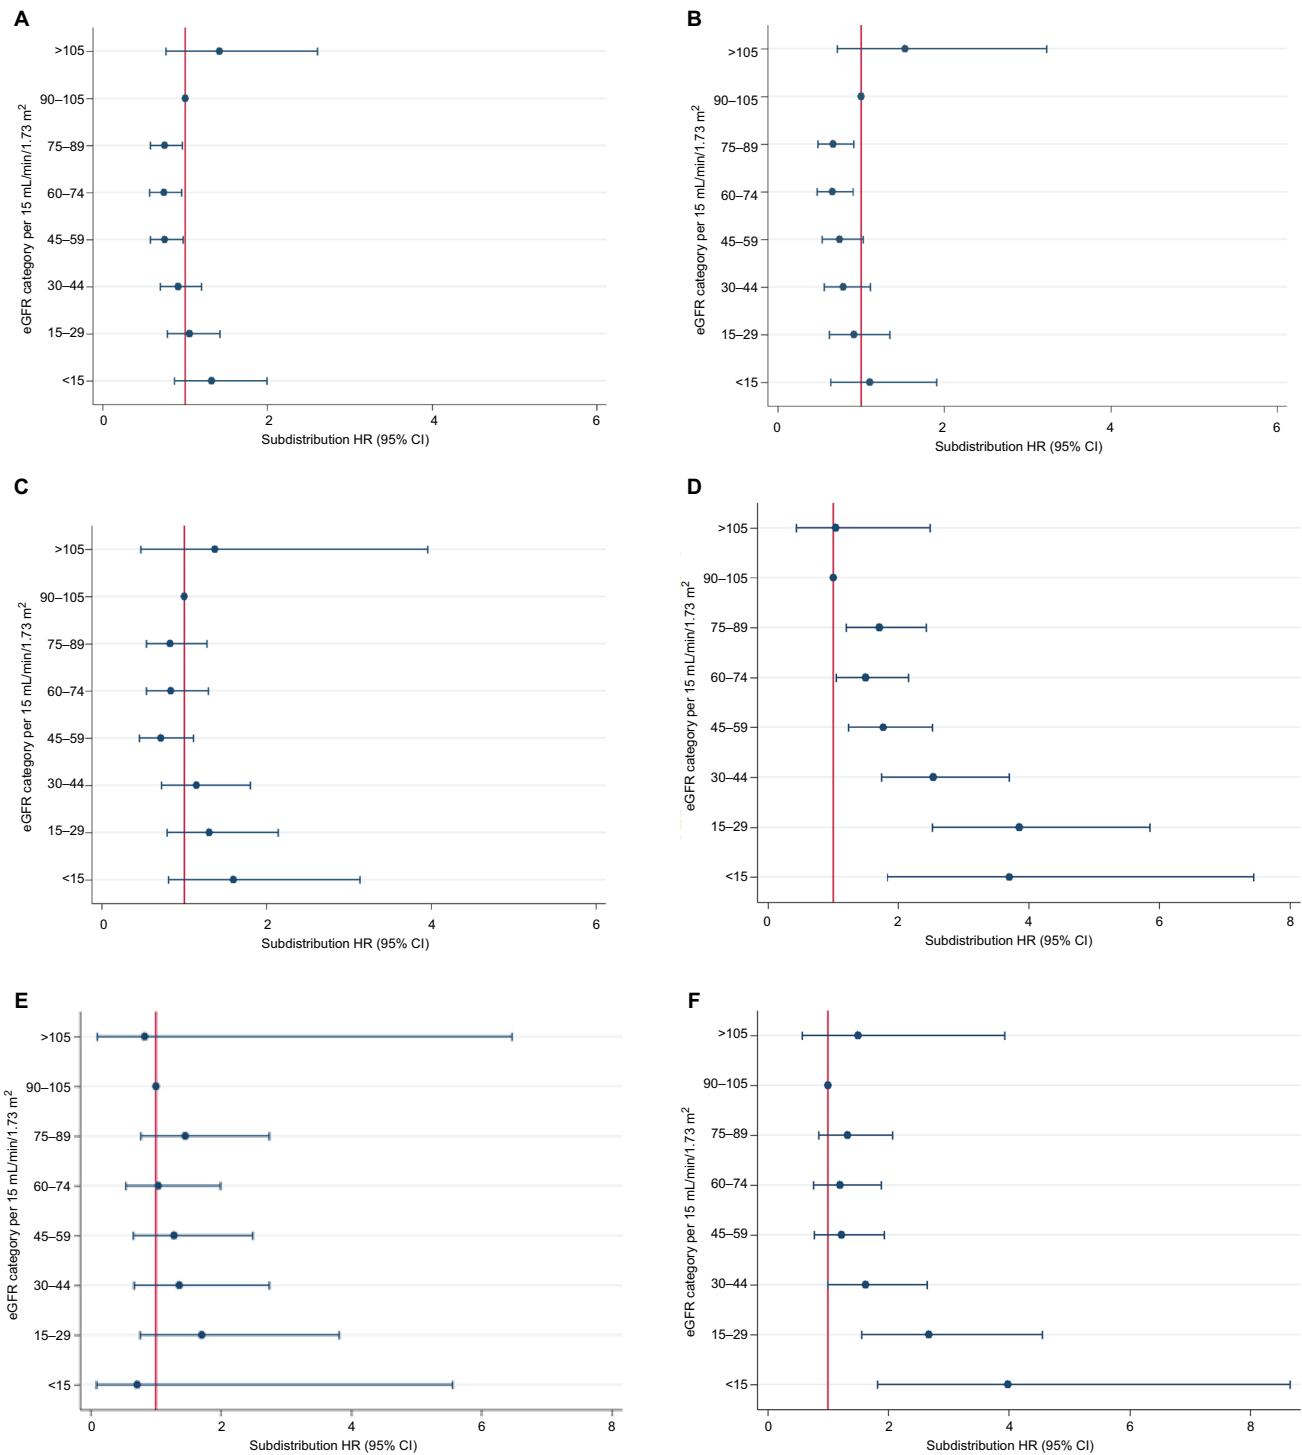 A
eGFR category per 15 mL/min/1.73 m²
>105
90–105
75–89
60–74
45–59
30–44
15–29
<15
0 2 4 6
Subdistribution HR (95% CI)
B
eGFR category per 15 mL/min/1.73 m²
>105
90–105
75–89
60–74
45–59
30–44
15–29
<15
0 2 4 6
Subdistribution HR (95% CI)
C
eGFR category per 15 mL/min/1.73 m²
>105
90–105
75–89
60–74
45–59
30–44
15–29
<15
0 2 4 6
Subdistribution HR (95% CI)
D
eGFR category per 15 mL/min/1.73 m²
>105
90–105
75–89
60–74
45–59
30–44
15–29
<15
0 2 4 6 8
Subdistribution HR (95% CI)
E
eGFR category per 15 mL/min/1.73 m²
>105
90–105
75–89
60–74
45–59
30–44
15–29
<15
0 2 4 6 8
Subdistribution HR (95% CI)
F
eGFR category per 15 mL/min/1.73 m²
>105
90–105
75–89
60–74
45–59
30–44
15–29
<15
0 2 4 6 8
Subdistribution HR (95% CI)